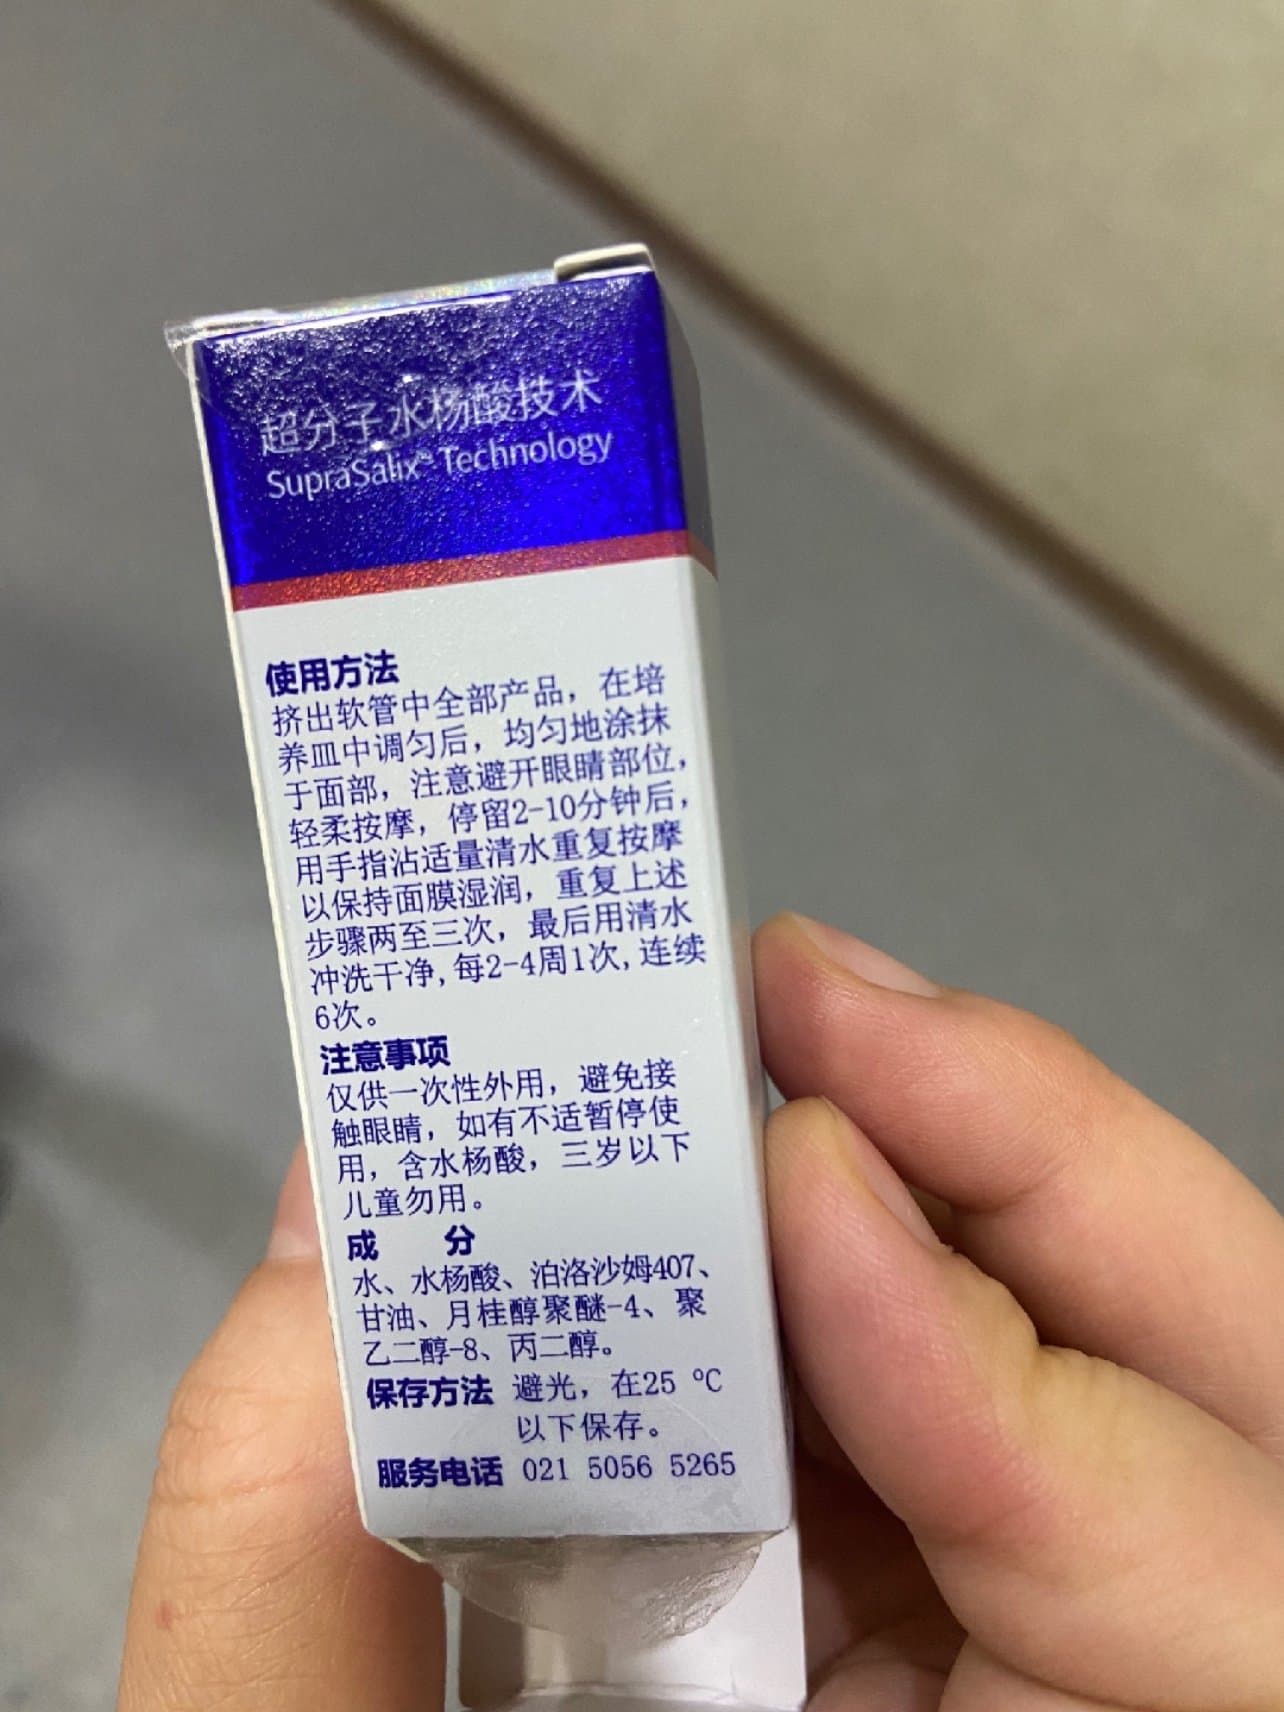 超分子水杨酸技术
SupraSalix® Technology
使用方法
挤出软管中全部产品，在培
养皿中调匀后，均匀地涂抹
于面部，注意避开眼睛部位，
轻柔按摩，停留2-10分钟后，
用手指沾适量清水重复按摩
以保持面膜湿润，重复上述
步骤两至三次，最后用清水
冲洗干净，每2-4周1次，连续
6次。
注意事项
仅供一次性外用，避免接
触眼睛，如有不适暂停使
用，含水杨酸，三岁以下
儿童勿用。
成 分
水、水杨酸、泊洛沙姆407、
甘油、月桂醇聚醚-4、聚
乙二醇-8、丙二醇。
保存方法 避光，在25 ℃
以下保存。
服务电话 021 5056 5265